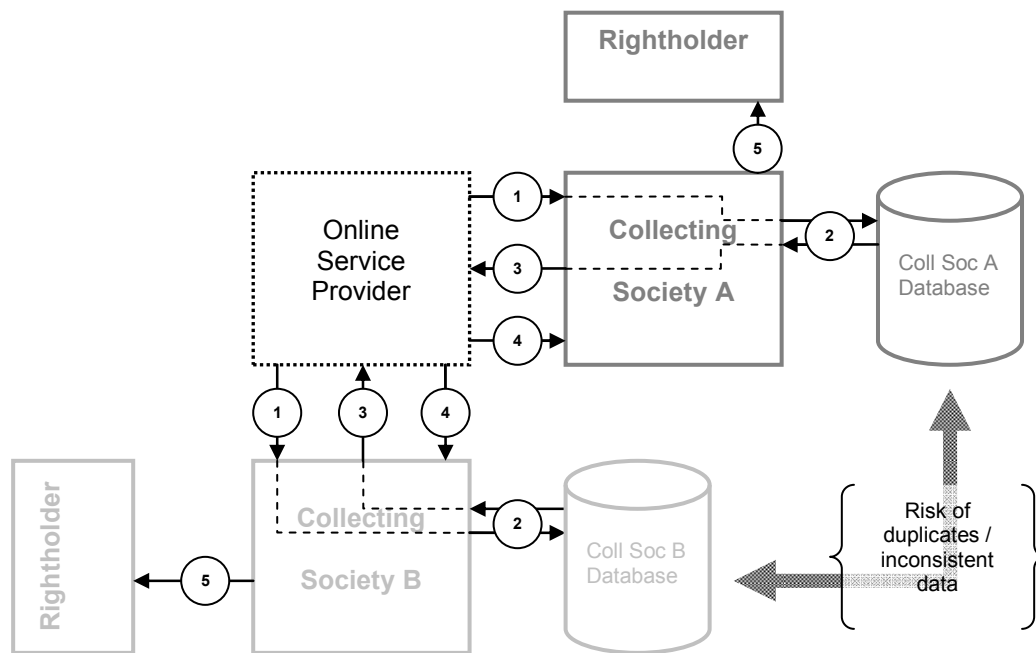 Rightholder
5
1
Online
Service
Provider
Collecting
2
3
Society A
Coll Soc A
Database
4
1
3
4
Rightholder
Collecting
2
Coll Soc B
Database
Society B
5
Risk of
duplicates /
inconsistent
data